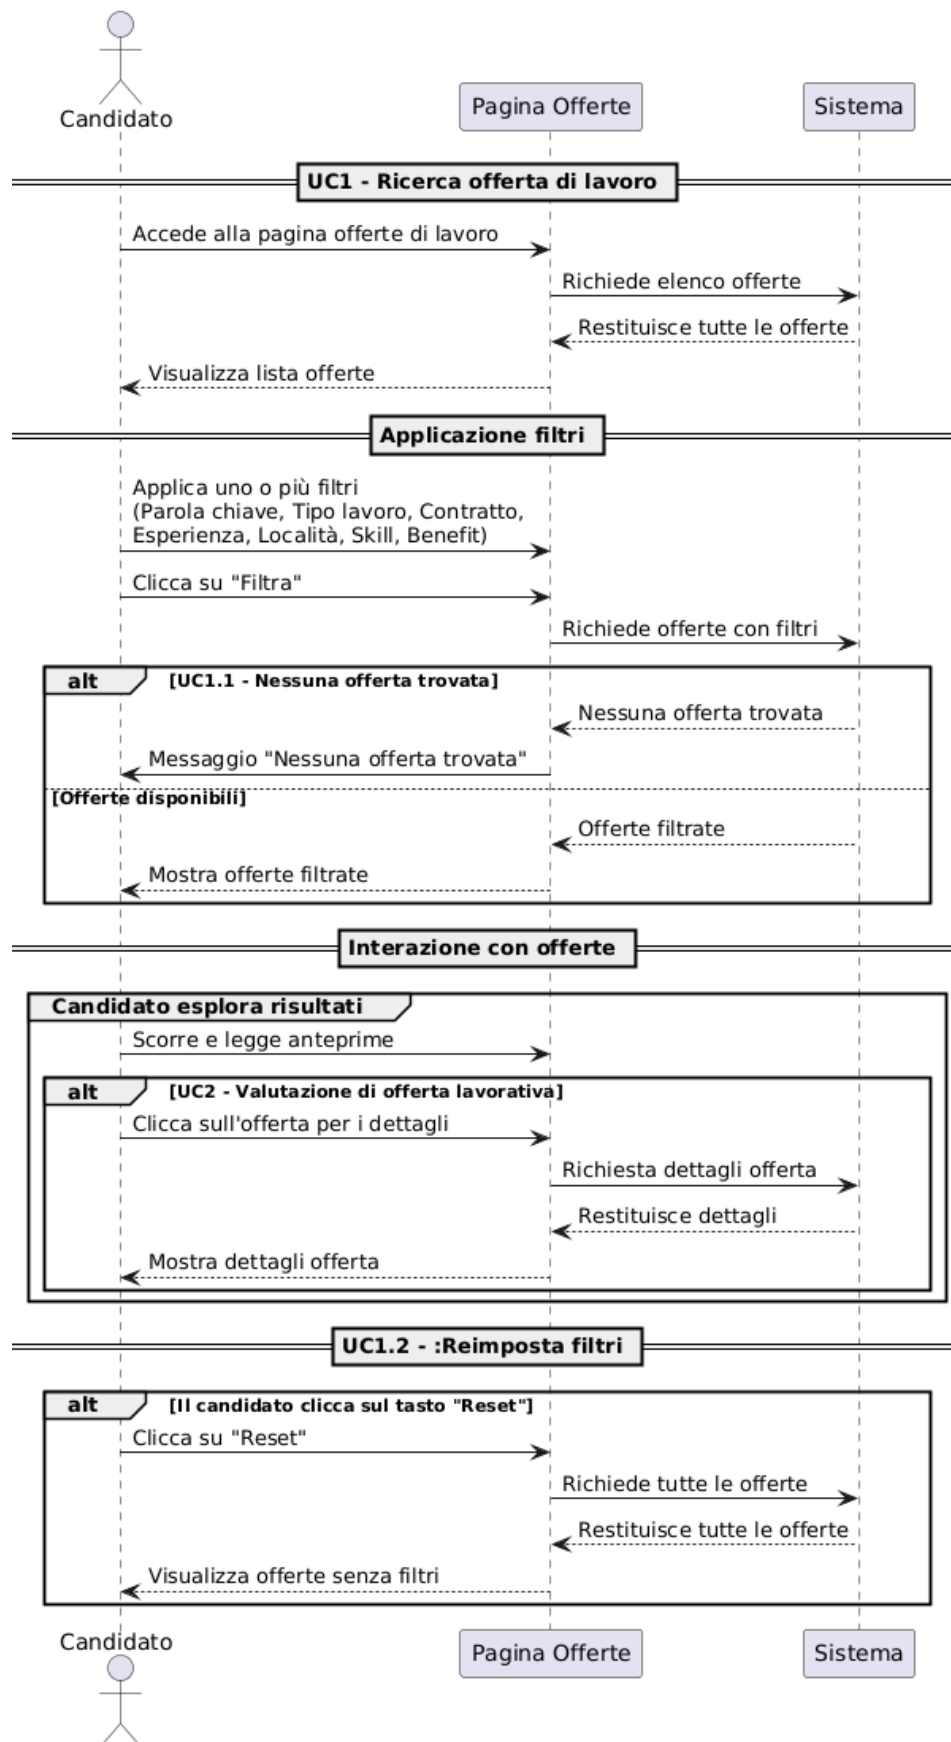 Candidato
Pagina Offerte
Sistema
UC1 - Ricerca offerta di lavoro
Accede alla pagina offerte di lavoro
Richiede elenco offerte
Restituisce tutte le offerte
Visualizza lista offerte
Applicazione filtri
Applica uno o più filtri
(Parola chiave, Tipo lavoro, Contratto,
Esperienza, Località, Skill, Benefit)
Clicca su "Filtra"
Richiede offerte con filtri
alt [UC1.1 - Nessuna offerta trovata]
Nessuna offerta trovata
Messaggio "Nessuna offerta trovata"
[Offerte disponibili]
Offerte filtrate
Mostra offerte filtrate
Interazione con offerte
Candidato esplora risultati
Scorre e legge anteprime
alt [UC2 - Valutazione di offerta lavorativa]
Clicca sull'offerta per i dettagli
Richiesta dettagli offerta
Restituisce dettagli
Mostra dettagli offerta
UC1.2 - :Reimposta filtri
alt [Il candidato clicca sul tasto "Reset"]
Clicca su "Reset"
Richiede tutte le offerte
Restituisce tutte le offerte
Visualizza offerte senza filtri
Candidato
Pagina Offerte
Sistema